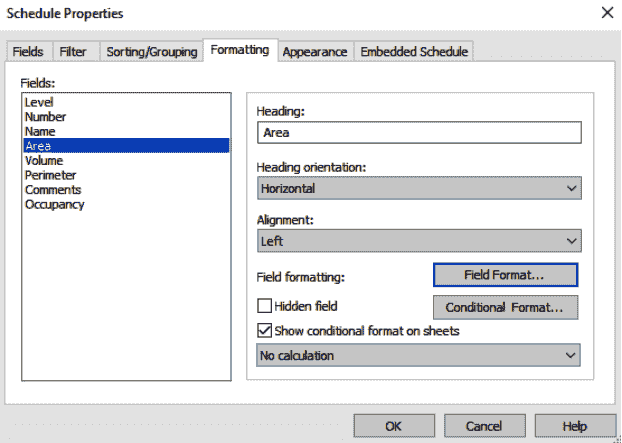 Schedule Properties
Fields Filter Sorting/Grouping Formatting Appearance Embedded Schedule
Fields:
Level
Number
Name
Area
Volume
Perimeter
Comments
Occupancy
Heading:
Area
Heading orientation:
Horizontal
Alignment:
Left
Field formatting: Field Format...
Hidden field Conditional Format...
Show conditional format on sheets
No calculation
OK Cancel Help